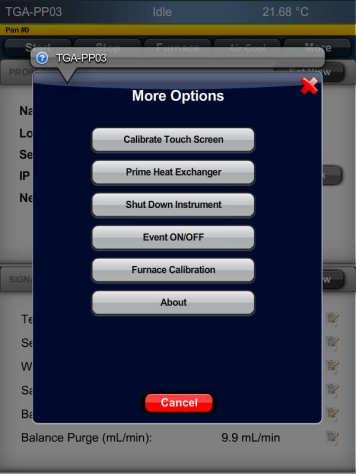 TGA-PP03 Idle 21.68 °C
Pan #0
Start Stop Furnace Air Cool More
TGA-PP03
More Options
Calibrate Touch Screen
Prime Heat Exchanger
Shut Down Instrument
Event ON/OFF
Furnace Calibration
About
Cancel
Balance Purge (mL/min): 9.9 mL/min